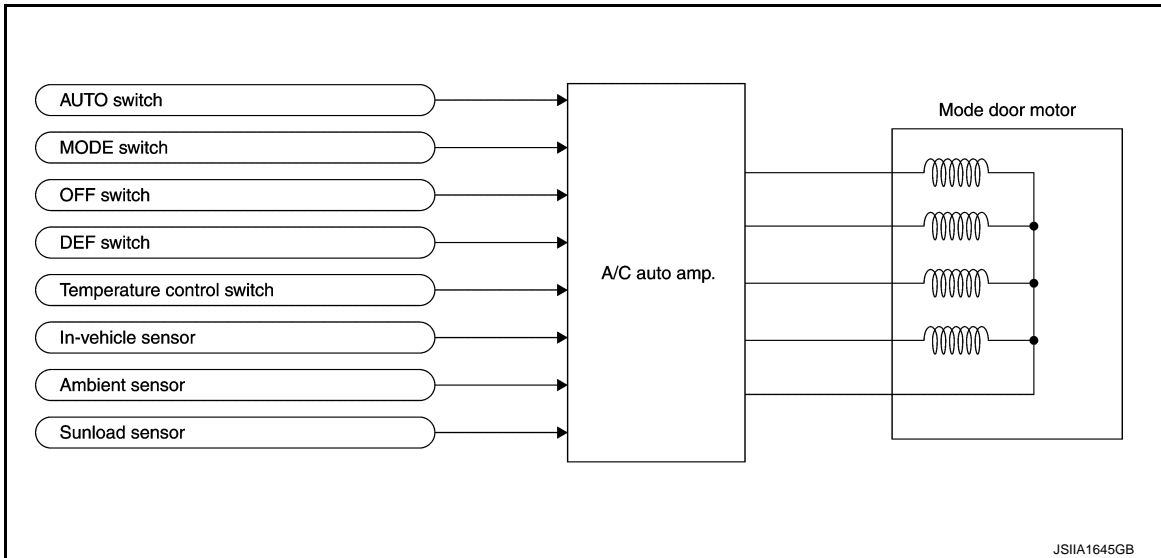 AUTO switch
MODE switch
OFF switch
DEF switch
Temperature control switch
In-vehicle sensor
Ambient sensor
Sunload sensor
A/C auto amp.
Mode door motor
JSIIA1645GB